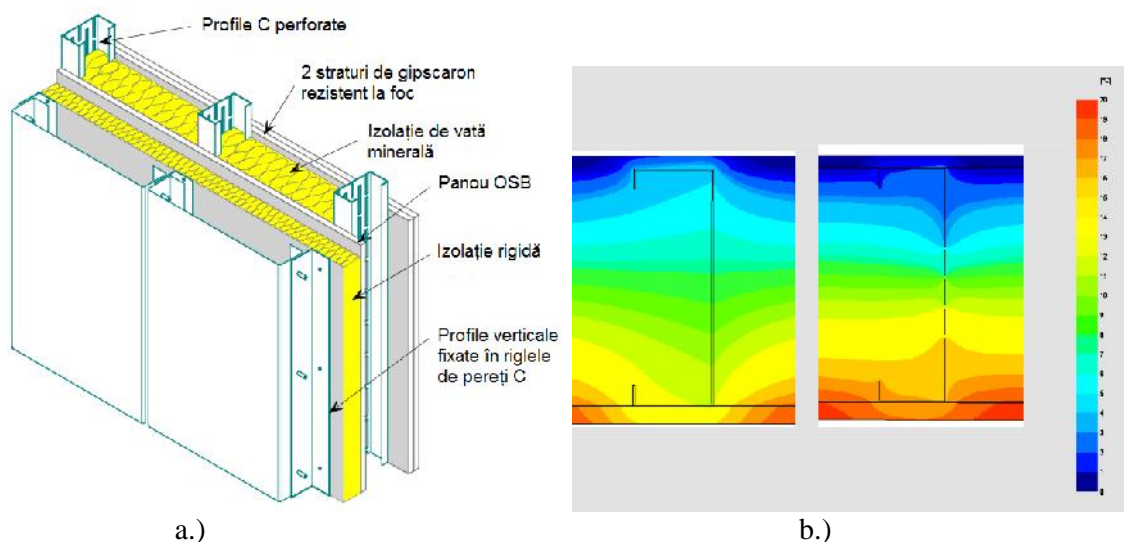 Profile C perforate
2 straturi de gipscaron
rezistent la foc
Izolație de vată
minerală
Panou OSB
Izolație rigidă
Profile verticale
fixate în riglele
de pereți C
a.)
b.)